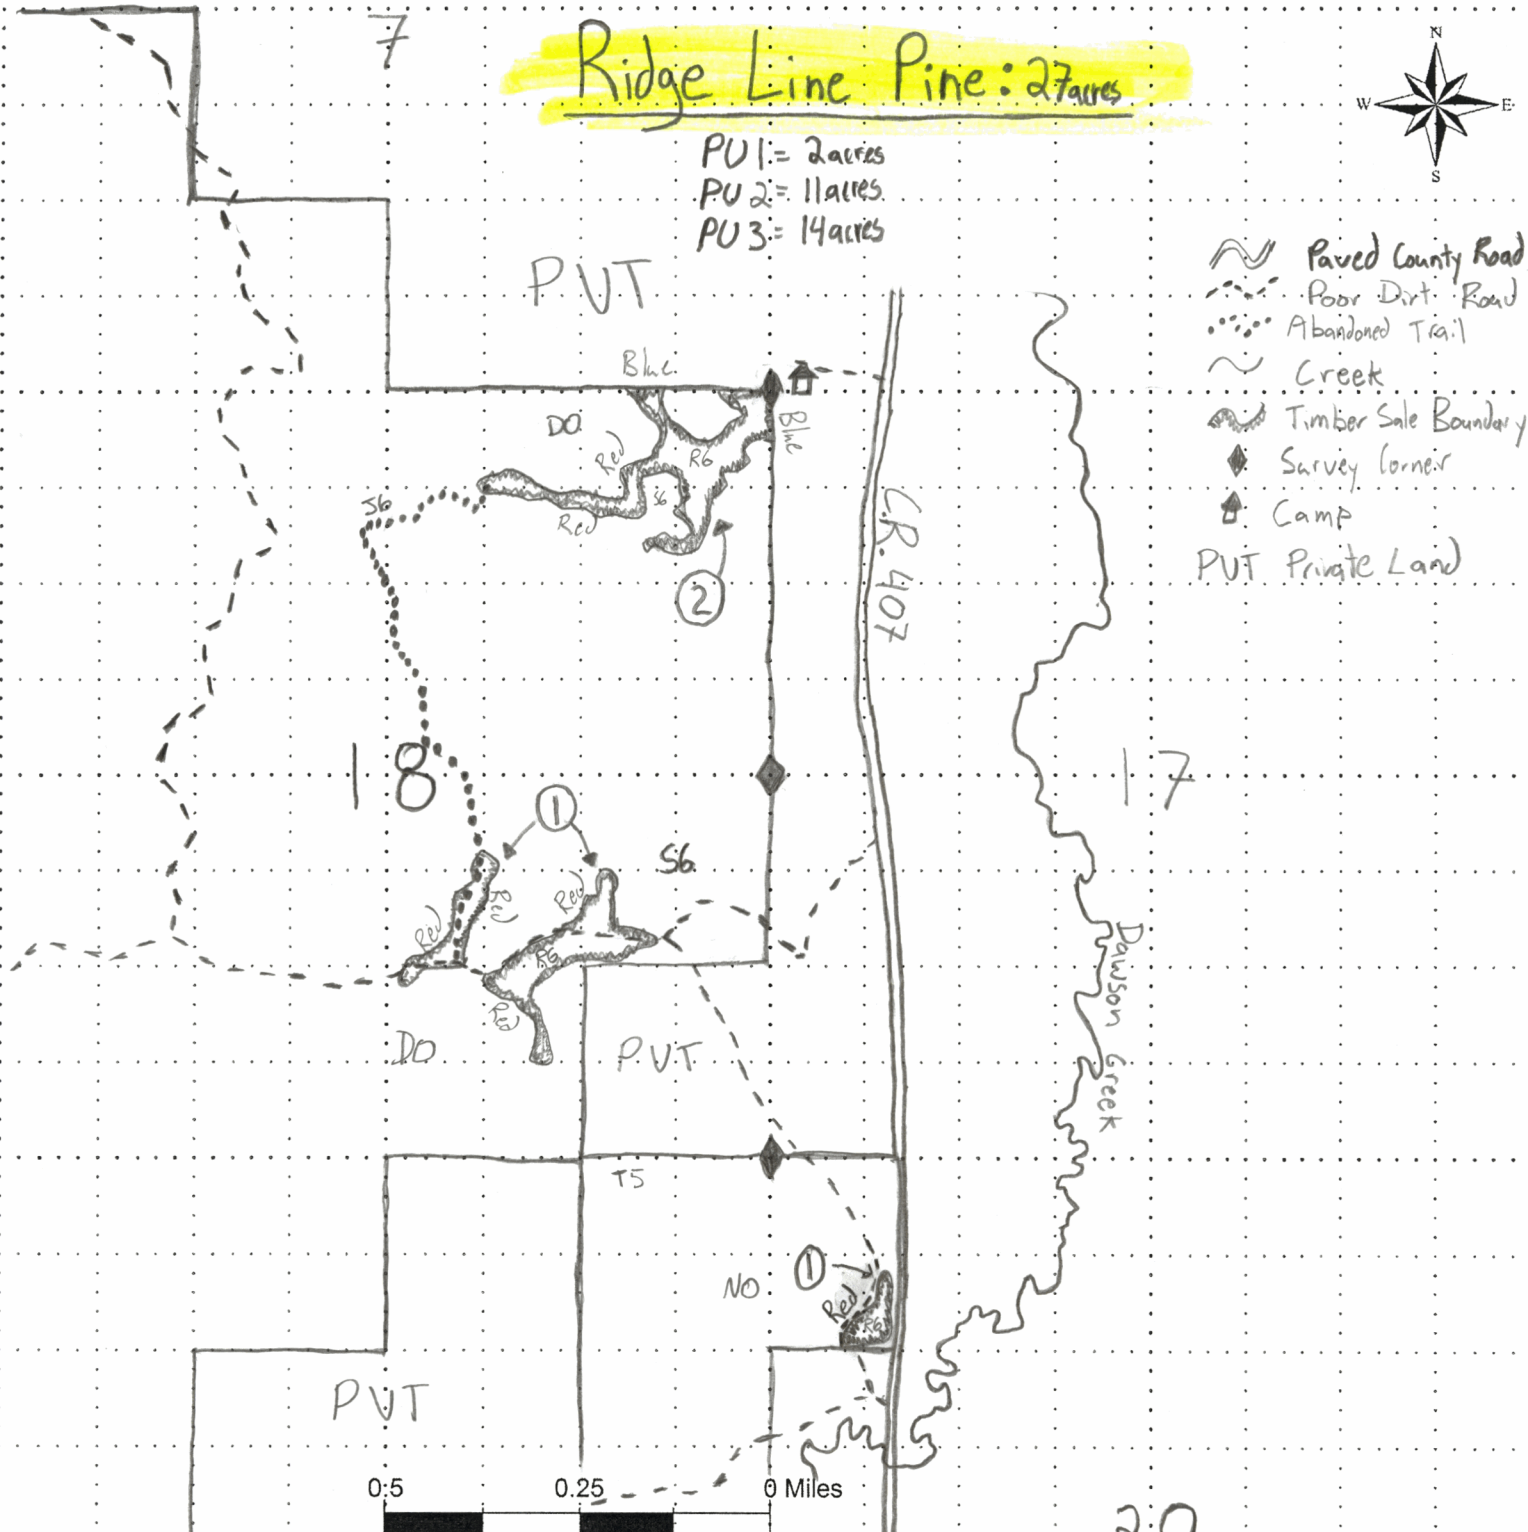 7
Ridge Line Pine: 27acres
N
W E
S
PU 1:= 2acres
PU 2:= 11acres
PU 3:= 14acres
PVT
Paved County Road
Poor Dirt Road
Abandoned Trail
Creek
Timber Sale Boundary
Survey Corner
Camp
PVT Private Land
Blue
DO
Blue
Red
R6
S6
S6
Red
C.R. 407
2
18
17
1
S6
Red
Red
Red
R6
Red
Dawson Creek
DO
PVT
T5
NO
1
Red
R6
PVT
0.5 0.25 0 Miles
20